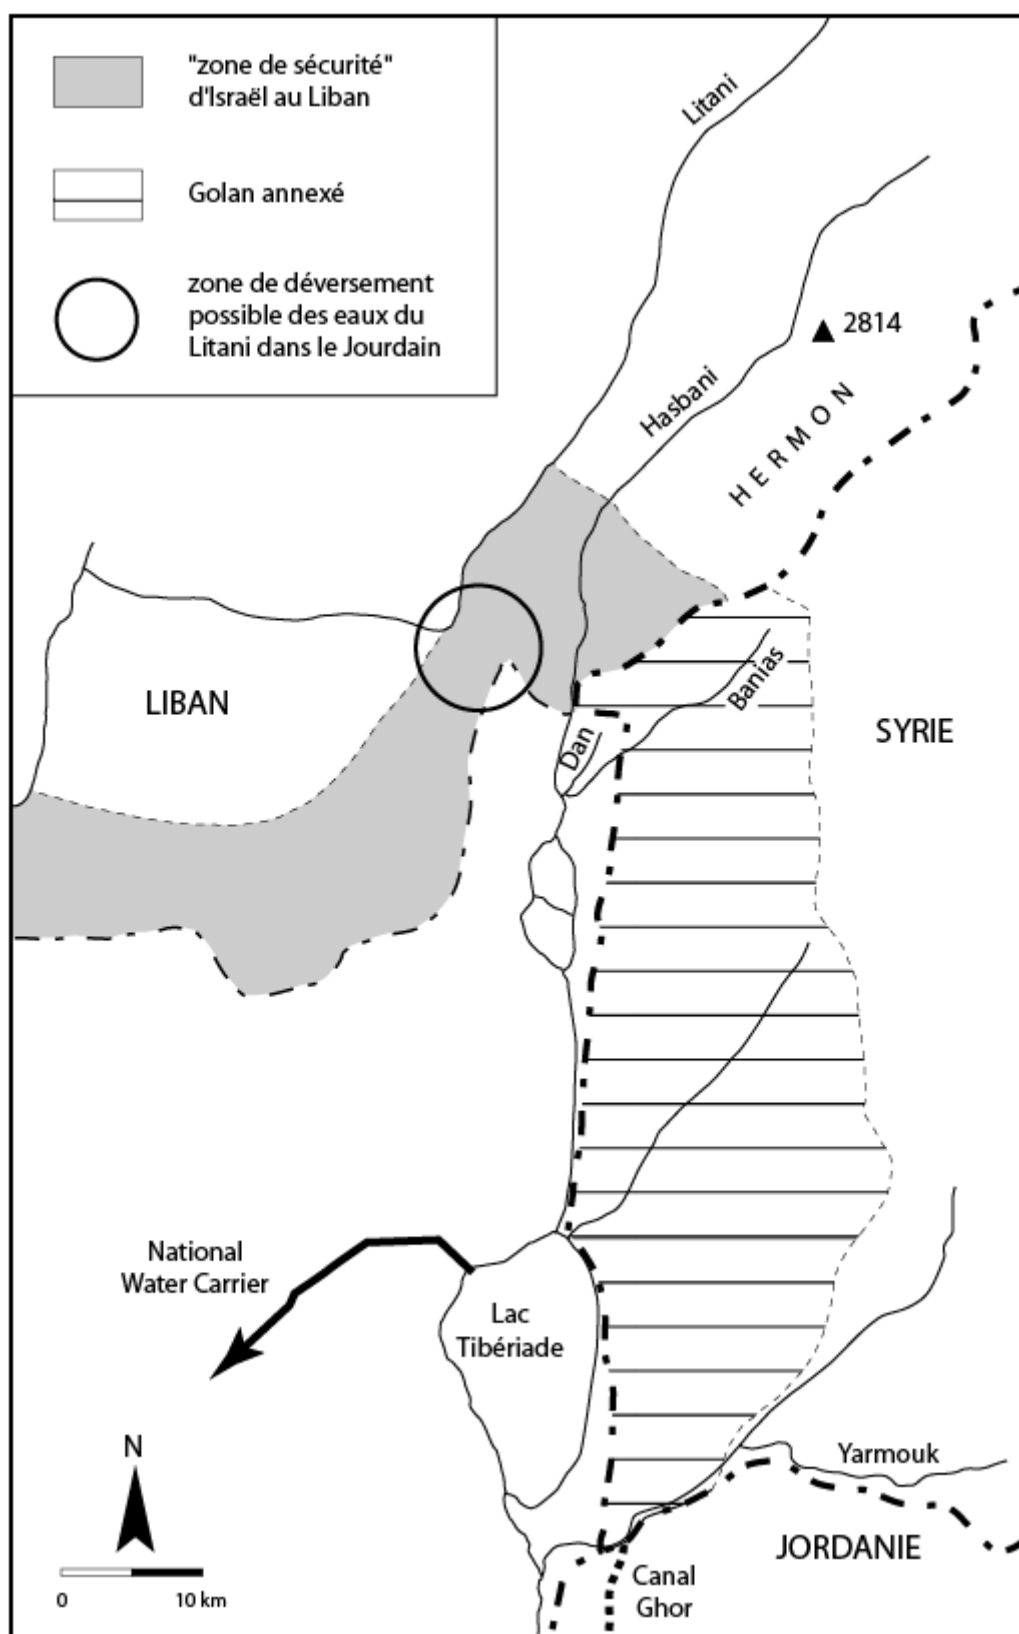 "zone de sécurité"
d'Israël au Liban
Golan annexé
zone de déversement
possible des eaux du
Litani dans le Jourdain
Litani
2814
Hasbani
HERMON
LIBAN
Banias
SYRIE
Dan
National
Water Carrier
Lac
Tibériade
N
Yarmouk
JORDANIE
Canal
Ghor
0 10 km